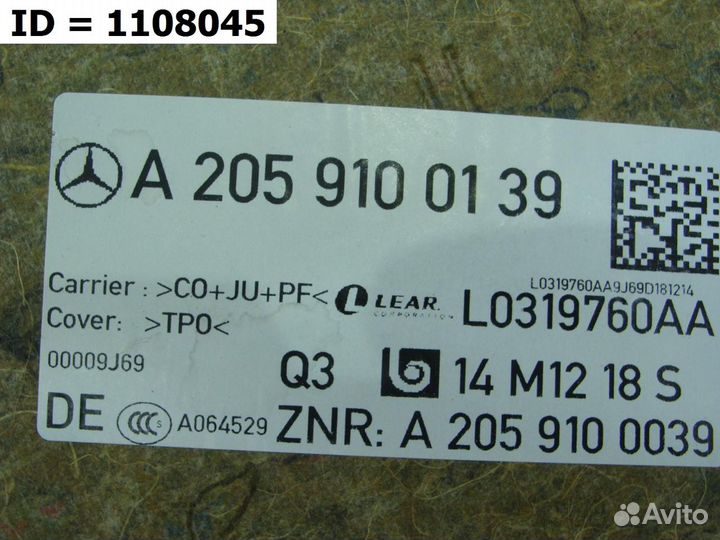 ID = 1108045
A 205 910 01 39
L0319760AA9J69D181214
Carrier : >CO+JU+PF< LEAR. CORPORATION L0319760AA
Cover: >TPO<
00009J69 Q3 14 M12 18 S
DE CCC S A064529 ZNR: A 205 910 0039
Avito